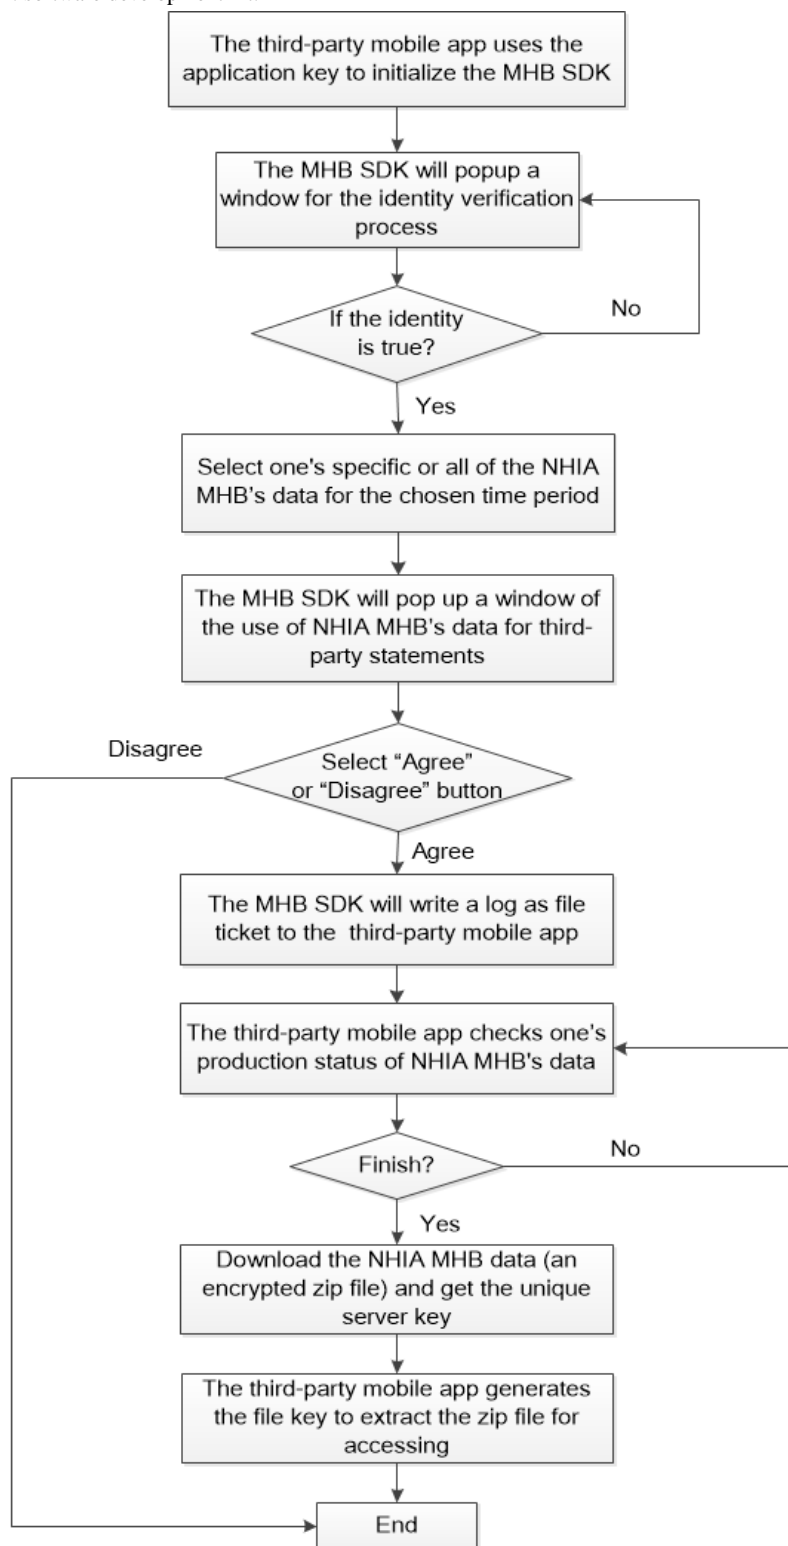 The third-party mobile app uses the
application key to initialize the MHB SDK
The MHB SDK will popup a
window for the identity verification
process
If the identity
is true?
No
Yes
Select one's specific or all of the NHIA
MHB's data for the chosen time period
The MHB SDK will pop up a window of
the use of NHIA MHB's data for third-
party statements
Disagree
Select “Agree”
or “Disagree” button
Agree
The MHB SDK will write a log as file
ticket to the third-party mobile app
The third-party mobile app checks one's
production status of NHIA MHB's data
Finish?
No
Yes
Download the NHIA MHB data (an
encrypted zip file) and get the unique
server key
The third-party mobile app generates
the file key to extract the zip file for
accessing
End